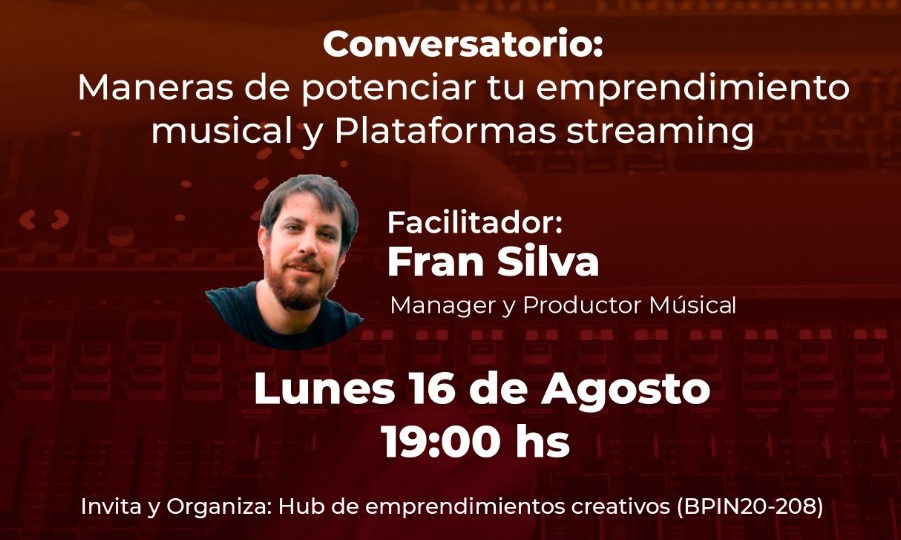 Conversatorio:
Maneras de potenciar tu emprendimiento
musical y Plataformas streaming
Facilitador:
Fran Silva
Manager y Productor Músical
Lunes 16 de Agosto
19:00 hs
Invita y Organiza: Hub de emprendimientos creativos (BPIN20-208)